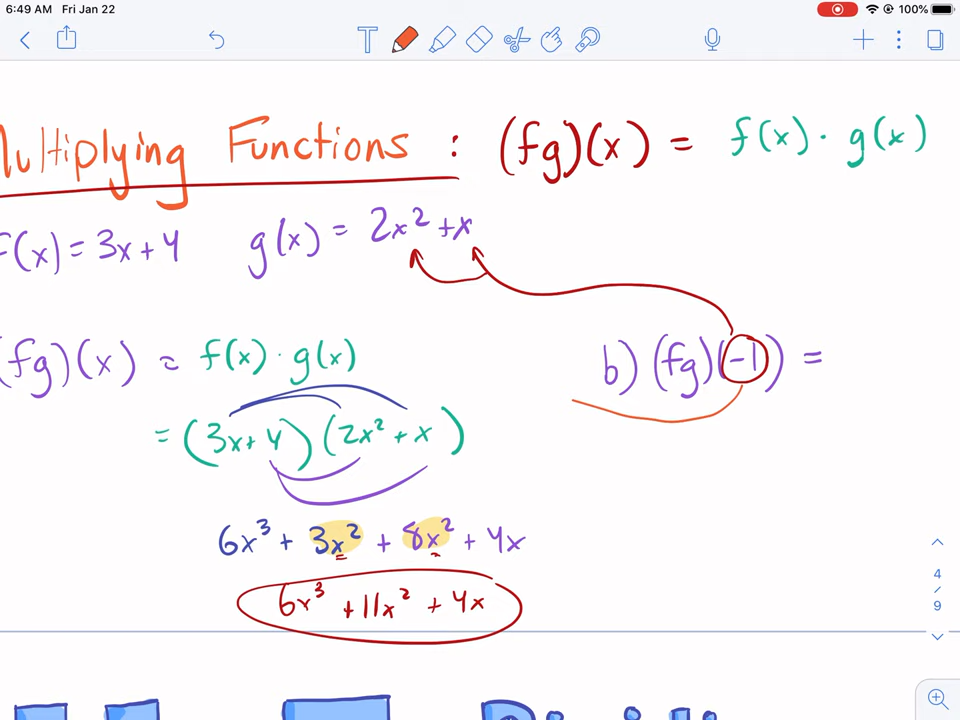 6:49 AM Fri Jan 22 100%
Multiplying Functions : (fg)(x) = f(x) · g(x)
f(x) = 3x + 4 g(x) = 2x² + x
(fg)(x) = f(x) · g(x) b) (fg)(-1) =
= (3x + 4)(2x² + x)
6x³ + 3x² + 8x² + 4x
6x³ + 11x² + 4x
4
/
9